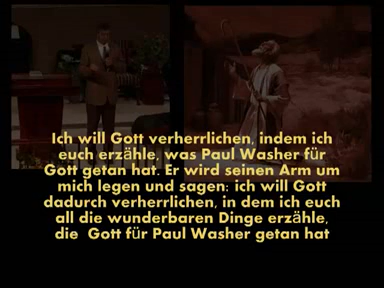 Ich will Gott verherrlichen, indem ich
euch erzähle, was Paul Washer für
Gott getan hat. Er wird seinen Arm um
mich legen und sagen: ich will Gott
dadurch verherrlichen, in dem ich euch
all die wunderbaren Dinge erzähle,
die Gott für Paul Washer getan hat